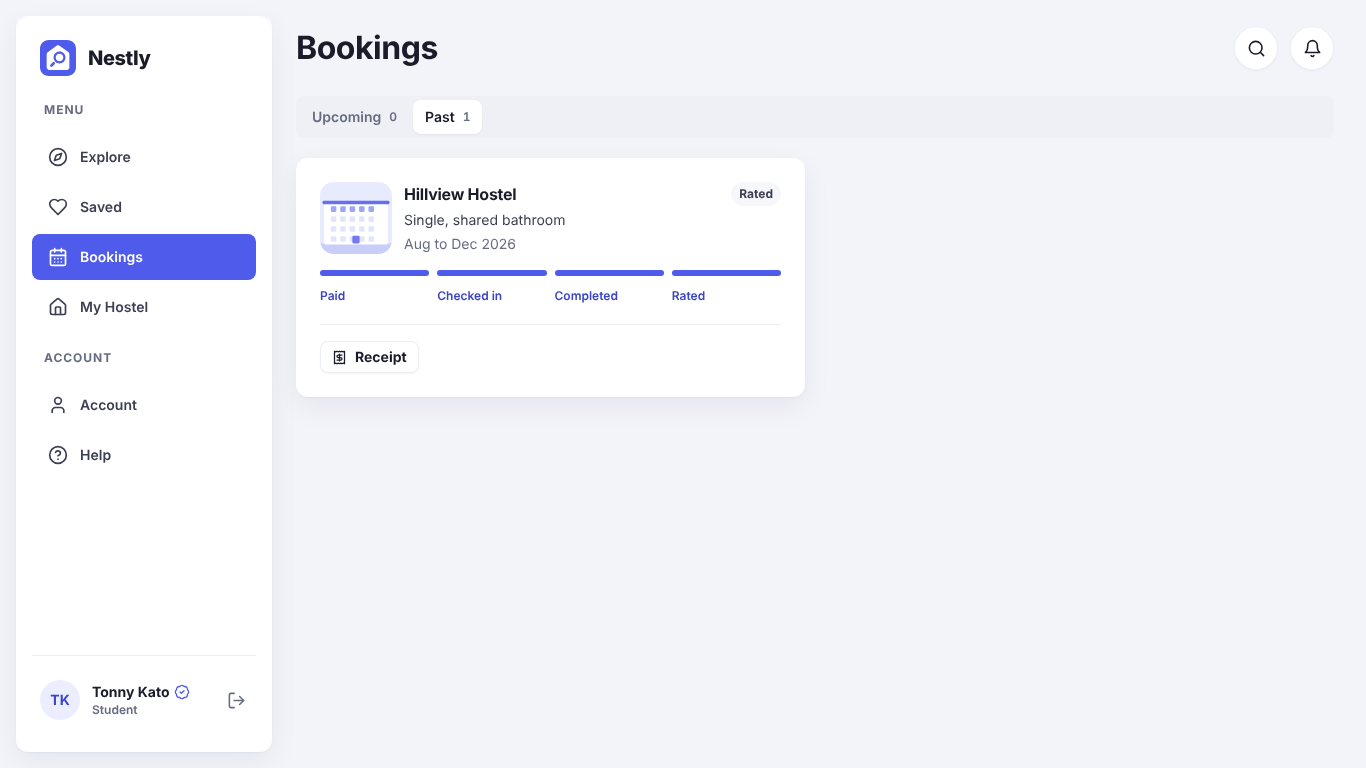 Nestly
MENU
Explore
Saved
Bookings
My Hostel
ACCOUNT
Account
Help
TK
Tonny Kato
Student
Bookings
Upcoming 0
Past 1
Hillview Hostel
Rated
Single, shared bathroom
Aug to Dec 2026
Paid
Checked in
Completed
Rated
Receipt